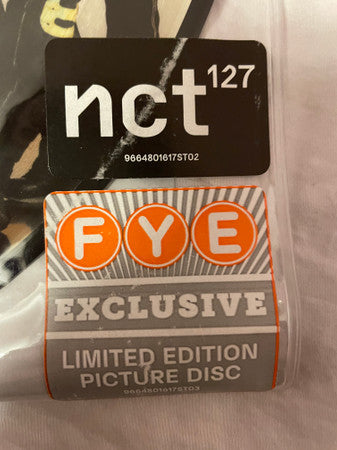 nct 127
9664801617ST02
FYE
EXCLUSIVE
LIMITED EDITION
PICTURE DISC
9664801617ST03